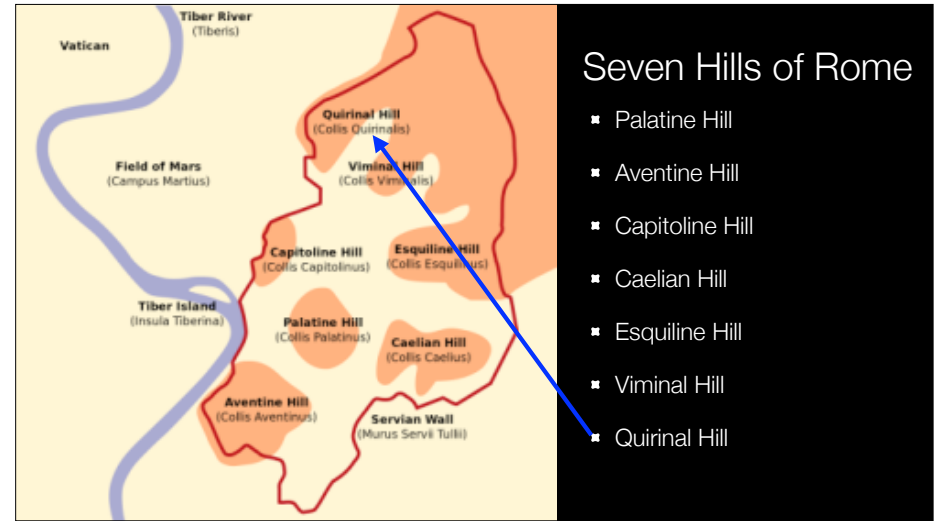 Tiber River
(Tiberis)
Vatican
Quirinal Hill
(Collis Quirinalis)
Field of Mars
(Campus Martius)
Viminal Hill
(Collis Viminalis)
Capitoline Hill
(Collis Capitolinus)
Esquiline Hill
(Collis Esquilinus)
Tiber Island
(Insula Tiberina)
Palatine Hill
(Collis Palatinus)
Caelian Hill
(Collis Caelius)
Aventine Hill
(Collis Aventinus)
Servian Wall
(Murus Servii Tullii)
Seven Hills of Rome
Palatine Hill
Aventine Hill
Capitoline Hill
Caelian Hill
Esquiline Hill
Viminal Hill
Quirinal Hill